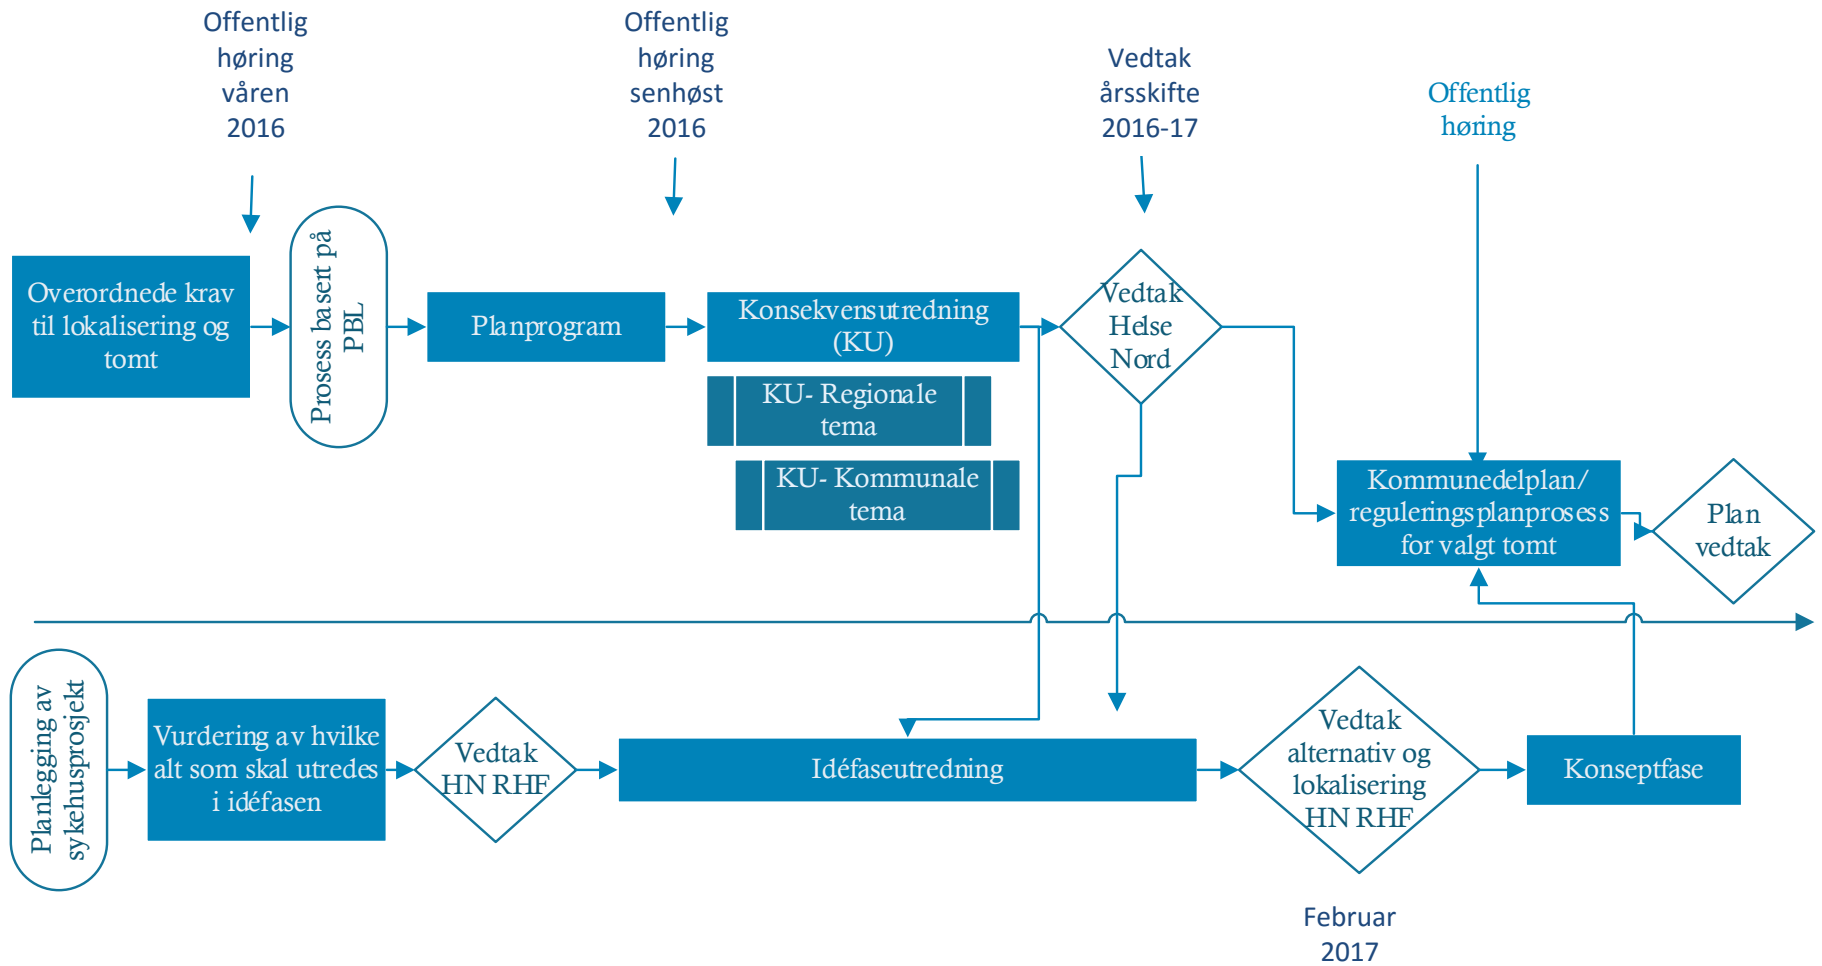 Offentlig
høring
våren
2016
Offentlig
høring
senhøst
2016
Vedtak
årsskifte
2016-17
Offentlig
høring
Overordnede krav
til lokalisering og
tomt
Prosess basert på
PBL
Planprogram
Konsekvensutredning
(KU)
KU- Regionale
tema
KU- Kommunale
tema
Vedtak
Helse
Nord
Kommunedelplan/
reguleringsplanprosess
for valgt tomt
Plan
vedtak
Planlegging av
sykehusprosjekt
Vurdering av hvilke
alt som skal utredes
i idéfasen
Vedtak
HN RHF
Idéfaseutredning
Vedtak
alternativ og
lokalisering
HN RHF
Konseptfase
Februar
2017